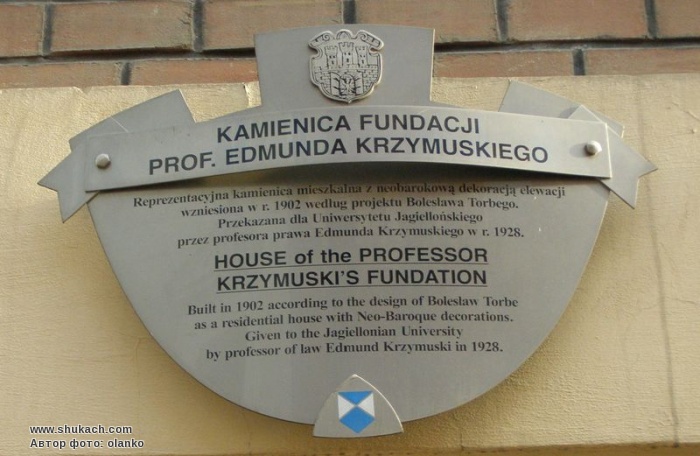 KAMIENICA FUNDACJI
PROF. EDMUNDA KRZYMUSKIEGO
Reprezentacyjna kamienica mieszkalna z neobarokową dekoracją elewacji
wzniesiona w r. 1902 według projektu Bolesława Torbego.
Przekazana dla Uniwersytetu Jagiellońskiego
przez profesora prawa Edmunda Krzymuskiego w r. 1928.
HOUSE of the PROFESSOR
KRZYMUSKI'S FUNDATION
Built in 1902 according to the design of Bolesław Torbe
as a residential house with Neo-Baroque decorations.
Given to the Jagiellonian University
by professor of law Edmund Krzymuski in 1928.
www.shukach.com
Автор фото: olanko